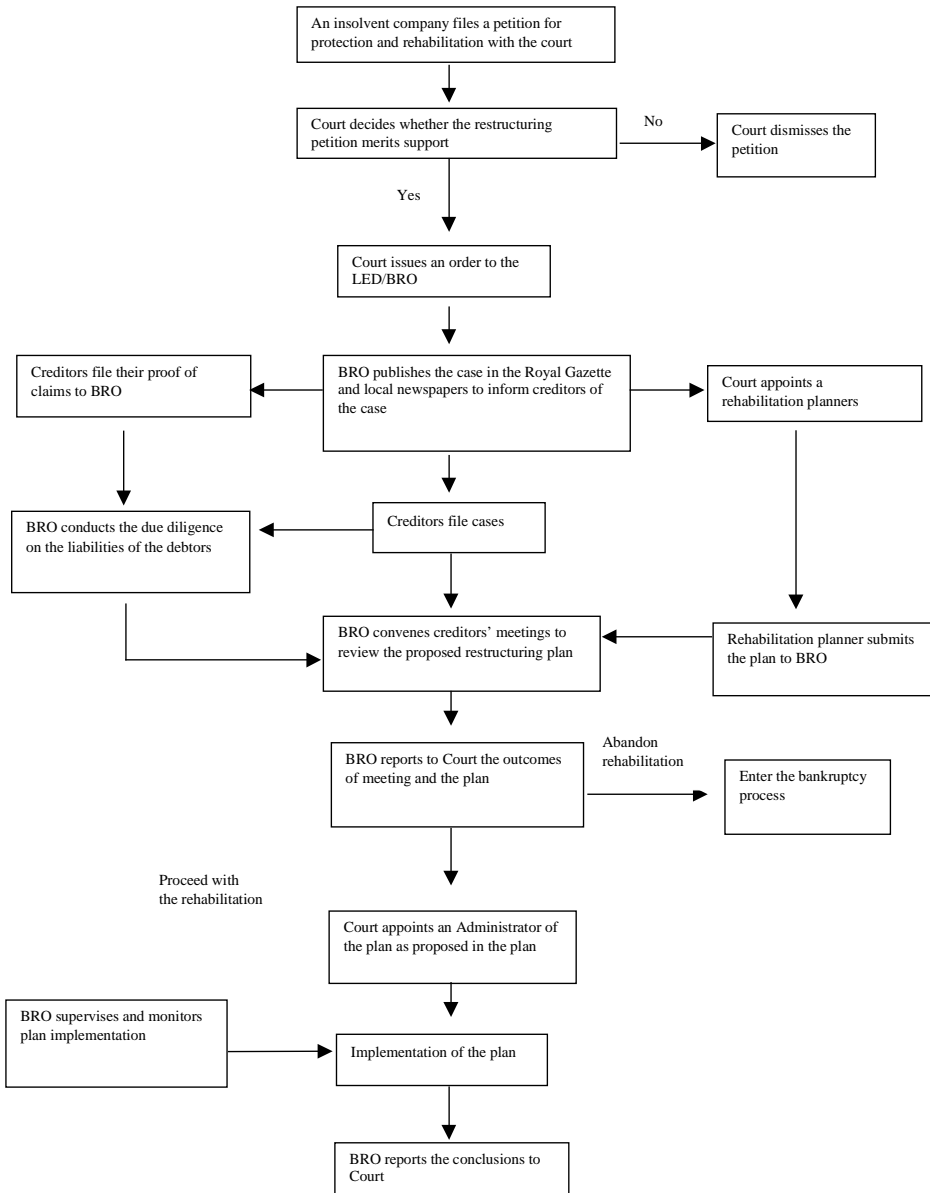 An insolvent company files a petition for
protection and rehabilitation with the court
Court decides whether the restructuring
petition merits support
No
Court dismisses the
petition
Yes
Court issues an order to the
LED/BRO
Creditors file their proof of
claims to BRO
BRO publishes the case in the Royal Gazette
and local newspapers to inform creditors of
the case
Court appoints a
rehabilitation planners
BRO conducts the due diligence
on the liabilities of the debtors
Creditors file cases
BRO convenes creditors’ meetings to
review the proposed restructuring plan
Rehabilitation planner submits
the plan to BRO
BRO reports to Court the outcomes
of meeting and the plan
Abandon
rehabilitation
Enter the bankruptcy
process
Proceed with
the rehabilitation
Court appoints an Administrator of
the plan as proposed in the plan
BRO supervises and monitors
plan implementation
Implementation of the plan
BRO reports the conclusions to
Court